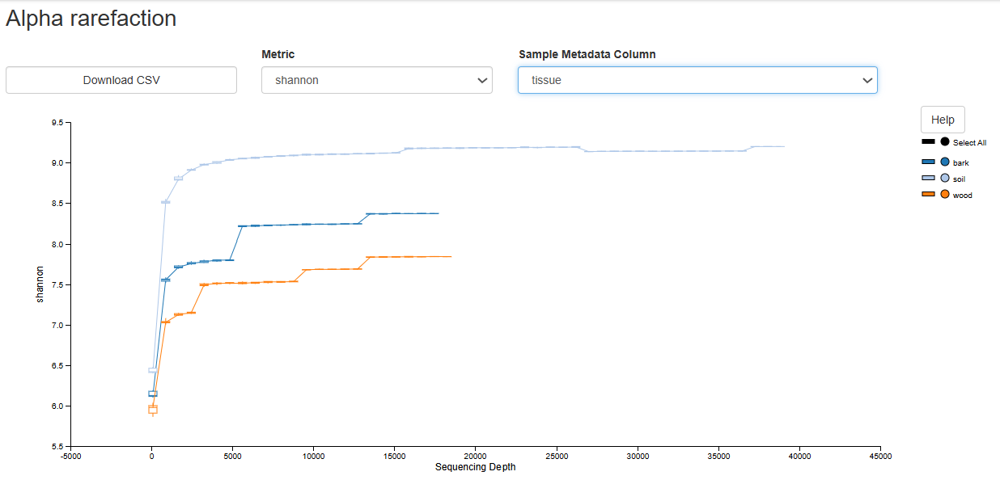 Alpha rarefaction
Metric
Sample Metadata Column
Download CSV
shannon
tissue
Help
Select All
bark
soil
wood
9.5
9.0
8.5
8.0
7.5
7.0
6.5
6.0
5.5
shannon
-5000 0 5000 10000 15000 20000 25000 30000 35000 40000 45000
Sequencing Depth